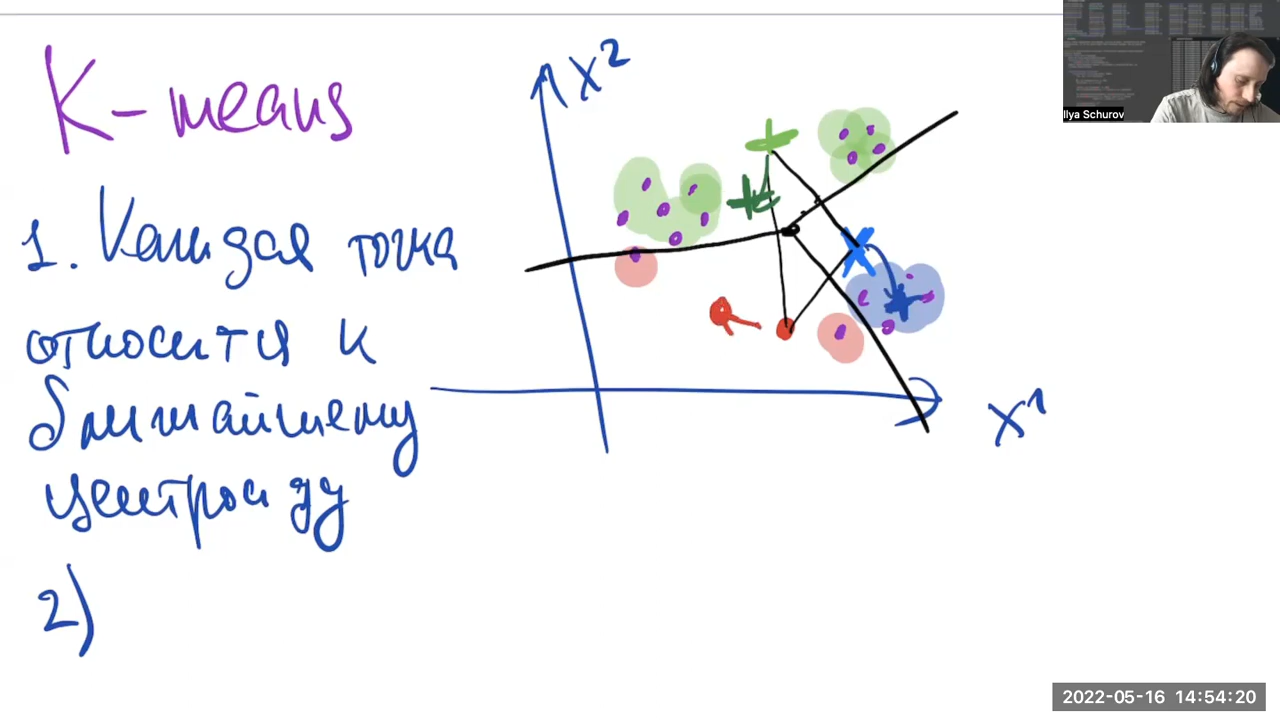 K-means
1. Каждая точка
относится к
ближайшему
центроиду
2)
x²
x¹
Ilya Schurov
2022-05-16 14:54:20